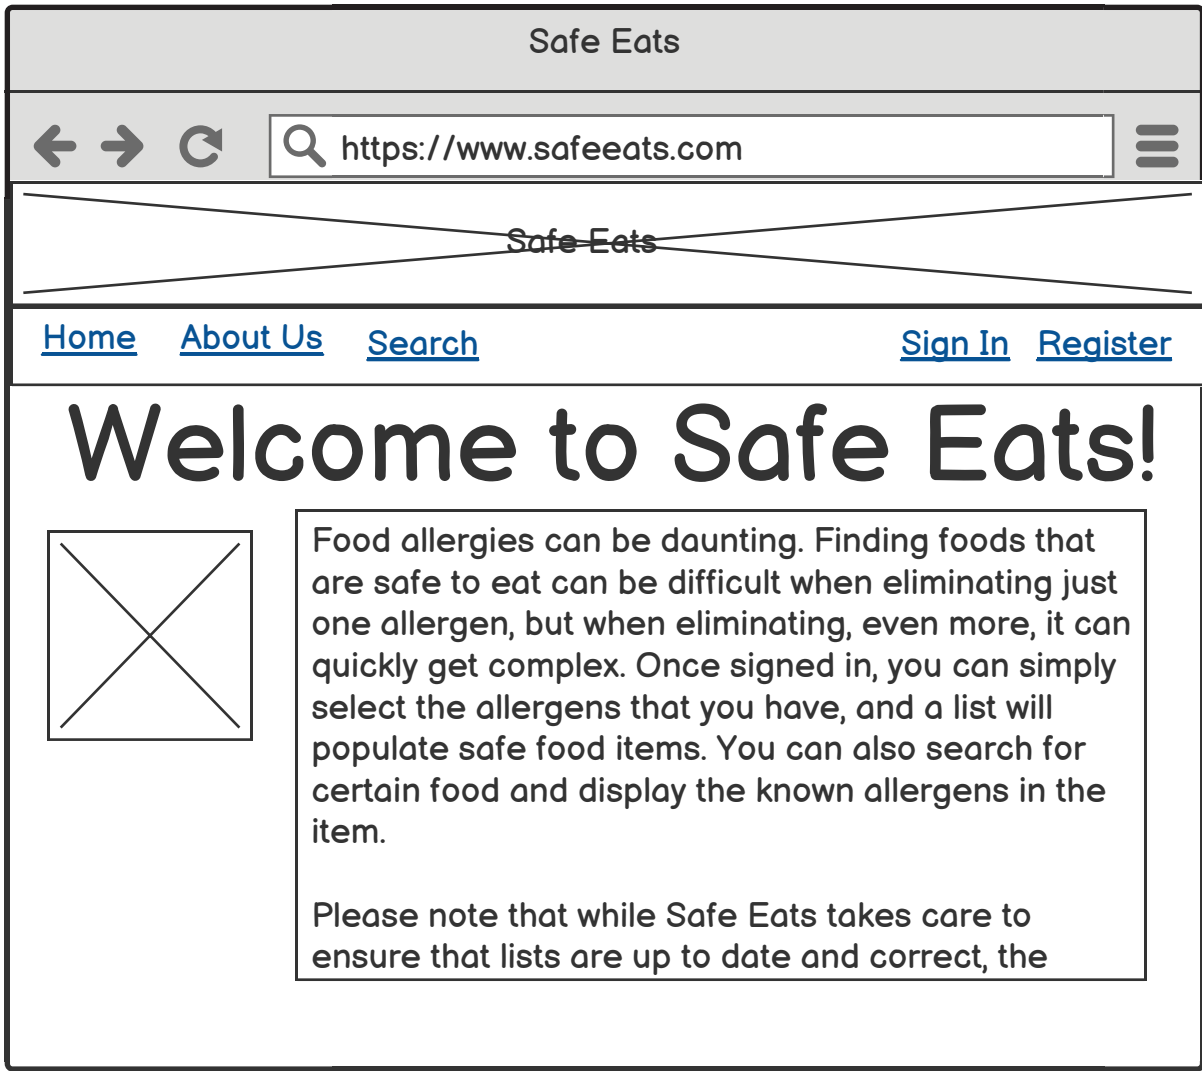 Safe Eats
https://www.safeeats.com
Safe Eats
Home About Us Search Sign In Register
Welcome to Safe Eats!
Food allergies can be daunting. Finding foods that
are safe to eat can be difficult when eliminating just
one allergen, but when eliminating, even more, it can
quickly get complex. Once signed in, you can simply
select the allergens that you have, and a list will
populate safe food items. You can also search for
certain food and display the known allergens in the
item.
Please note that while Safe Eats takes care to
ensure that lists are up to date and correct, the